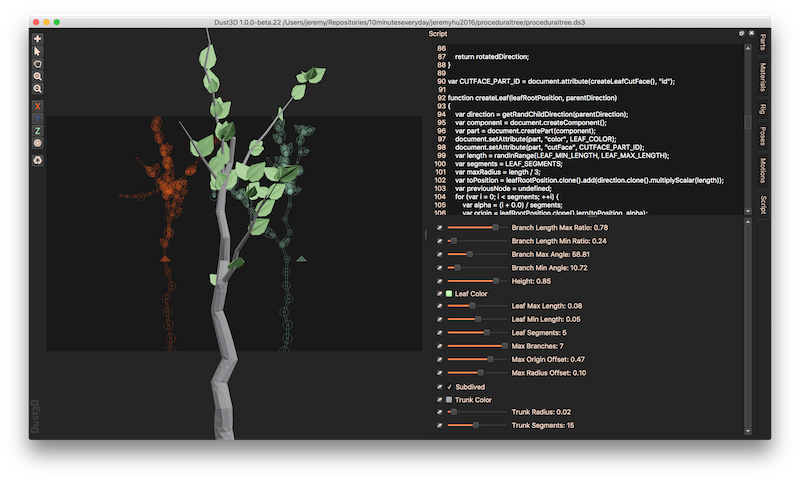 Dust3D 1.0.0-beta.22 /Users/jeremy/Repositories/10minuteseveryday/jeremyhu2016/proceduraltree/proceduraltree.ds3
Script
86
87 return rotatedDirection;
88 }
89
90 var CUTFACE_PART_ID = document.attribute(createLeafCutFace(), "id");
91
92 function createLeaf(leafRootPosition, parentDirection)
93 {
94 var direction = getRandChildDirection(parentDirection);
95 var component = document.createComponent();
96 var part = document.createPart(component);
97 document.setAttribute(part, "color", LEAF_COLOR);
98 document.setAttribute(part, "cutFace", CUTFACE_PART_ID);
99 var length = randInRange(LEAF_MIN_LENGTH, LEAF_MAX_LENGTH);
100 var segments = LEAF_SEGMENTS;
101 var maxRadius = length / 3;
102 var toPosition = leafRootPosition.clone().add(direction.clone().multiplyScalar(length));
103 var previousNode = undefined;
104 for (var i = 0; i < segments; ++i) {
105 var alpha = (i + 0.0) / segments;
106 var origin = leafRootPosition.clone().lerp(toPosition, alpha);
Branch Length Max Ratio: 0.78
Branch Length Min Ratio: 0.24
Branch Max Angle: 58.81
Branch Min Angle: 10.72
Height: 0.85
Leaf Color
Leaf Max Length: 0.08
Leaf Min Length: 0.05
Leaf Segments: 5
Max Branches: 7
Max Origin Offset: 0.47
Max Radius Offset: 0.10
Subdived
Trunk Color
Trunk Radius: 0.02
Trunk Segments: 15
Parts
Materials
Rig
Poses
Motions
Script
X
Y
Z
Dust3D